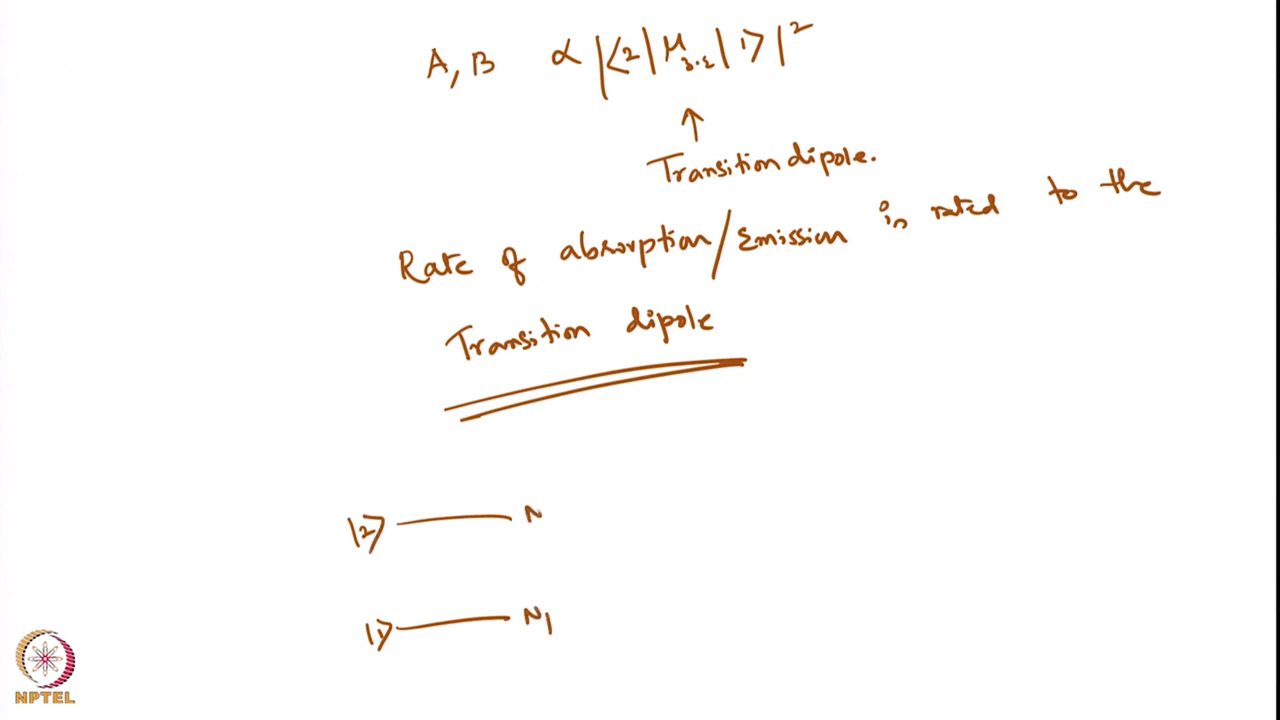 A, B ∝ |⟨2|μ_{z.ε}|1⟩|²
↑
Transition dipole.
Rate of absorption/Emission is rated to the
Transition dipole
|2⟩ N
|1⟩ N₁
NPTEL